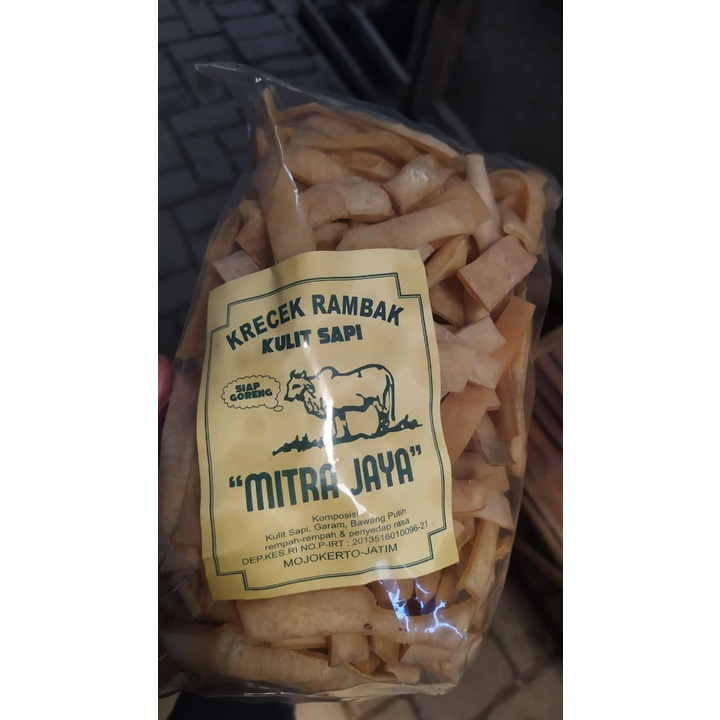 KRECEK RAMBAK
KULIT SAPI
SIAP
GORENG
"MITRA JAYA"
Komposisi
Kulit Sapi, Garam, Bawang Putih
rempah-rempah & penyedap rasa
DEP.KES.RI NO.P-IRT : 2013516010096-21
MOJOKERTO-JATIM